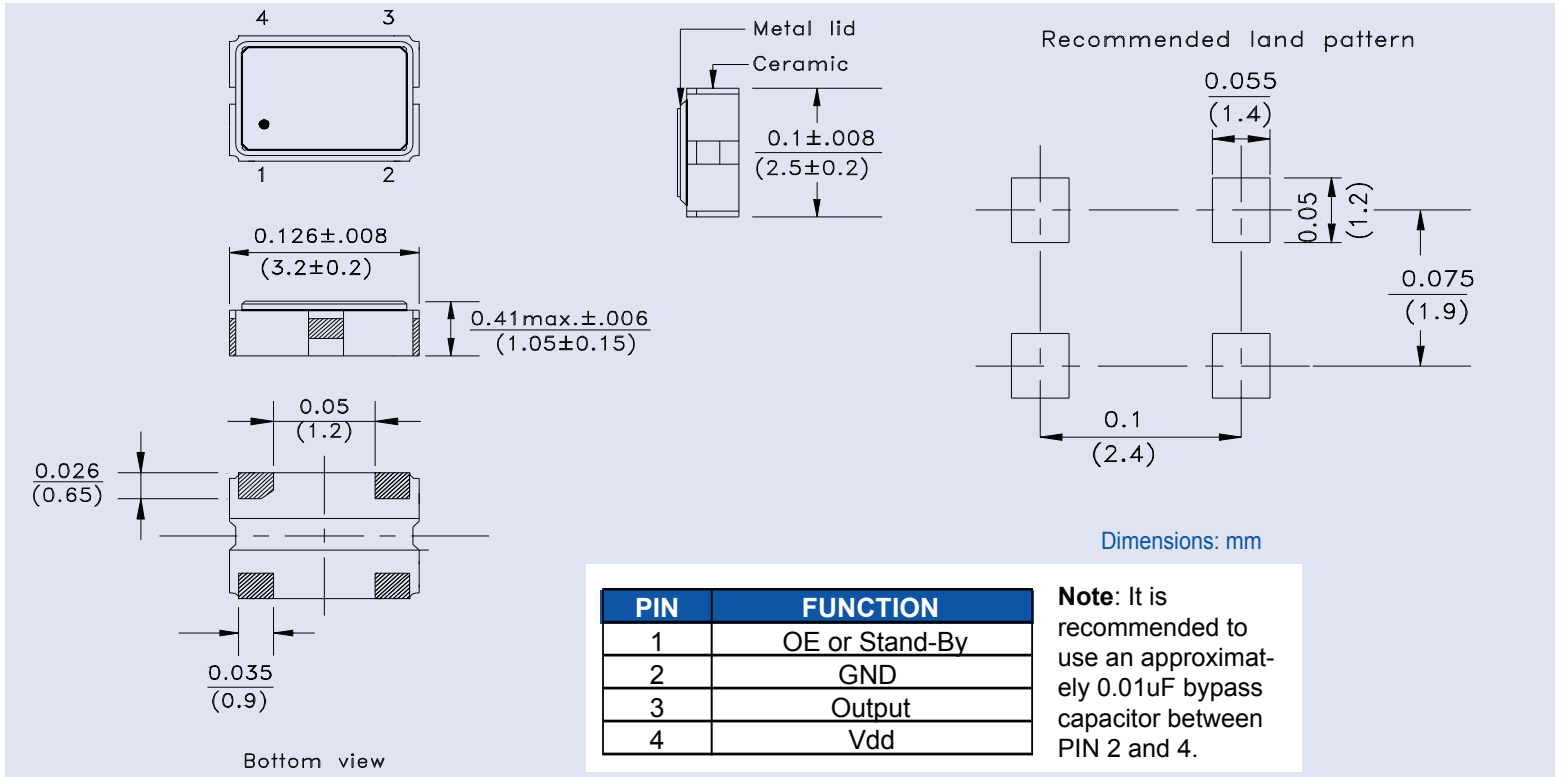 4 3
1 2
0.126±.008
(3.2±0.2)
0.41max.±.006
(1.05±0.15)
0.05
(1.2)
0.026
(0.65)
0.035
(0.9)
Bottom view
Metal lid
Ceramic
0.1±.008
(2.5±0.2)
Recommended land pattern
0.055
(1.4)
0.05
(1.2)
0.075
(1.9)
0.1
(2.4)
Dimensions: mm
PIN FUNCTION
1 OE or Stand-By
2 GND
3 Output
4 Vdd
Note: It is
recommended to
use an approximat-
ely 0.01uF bypass
capacitor between
PIN 2 and 4.